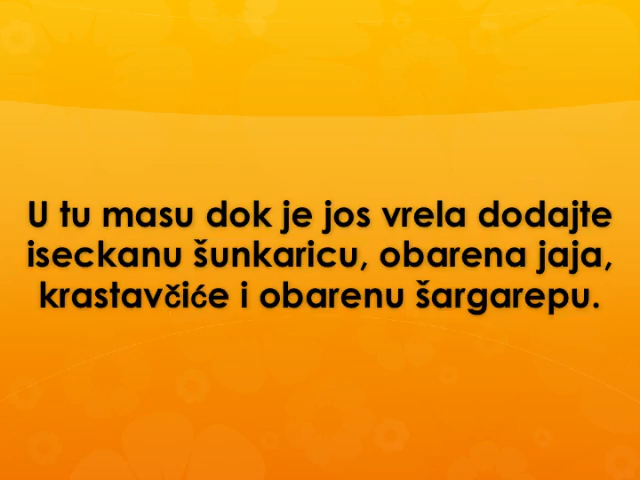 U tu masu dok je jos vrela dodajte
iseckanu šunkaricu, obarena jaja,
krastavčiće i obarenu šargarepu.